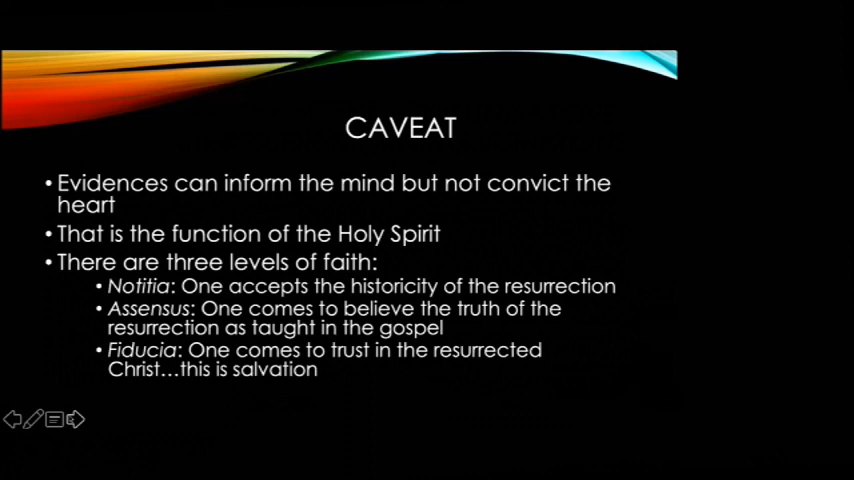 CAVEAT
• Evidences can inform the mind but not convict the
heart
• That is the function of the Holy Spirit
• There are three levels of faith:
• Notitia: One accepts the historicity of the resurrection
• Assensus: One comes to believe the truth of the
resurrection as taught in the gospel
• Fiducia: One comes to trust in the resurrected
Christ...this is salvation